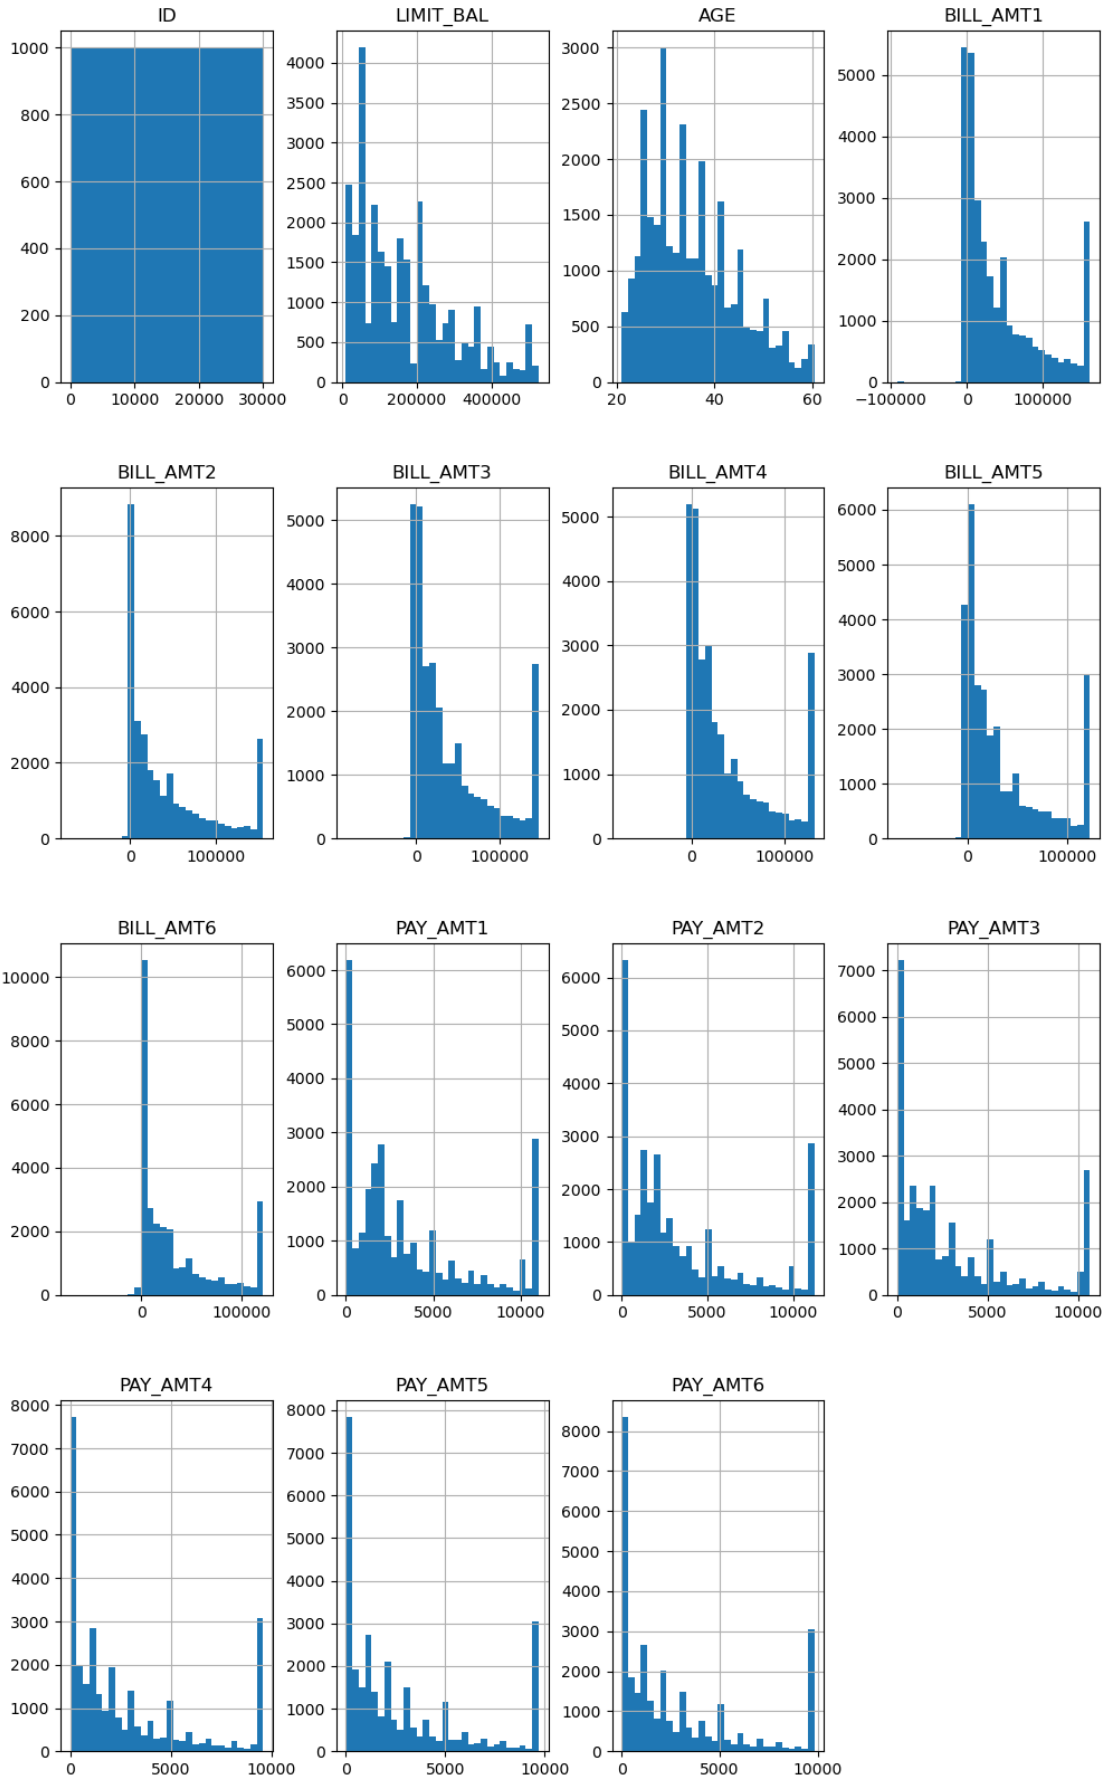 ID LIMIT_BAL AGE BILL_AMT1
1000 800 600 400 200 0
0 10000 20000 30000
4000 3500 3000 2500 2000 1500 1000 500 0
0 200000 400000
3000 2500 2000 1500 1000 500 0
20 40 60
5000 4000 3000 2000 1000 0
−100000 0 100000
BILL_AMT2 BILL_AMT3 BILL_AMT4 BILL_AMT5
8000 6000 4000 2000 0
0 100000
5000 4000 3000 2000 1000 0
0 100000
5000 4000 3000 2000 1000 0
0 100000
6000 5000 4000 3000 2000 1000 0
0 100000
BILL_AMT6 PAY_AMT1 PAY_AMT2 PAY_AMT3
10000 8000 6000 4000 2000 0
0 100000
6000 5000 4000 3000 2000 1000 0
0 5000 10000
6000 5000 4000 3000 2000 1000 0
0 5000 10000
7000 6000 5000 4000 3000 2000 1000 0
0 5000 10000
PAY_AMT4 PAY_AMT5 PAY_AMT6
8000 7000 6000 5000 4000 3000 2000 1000 0
0 5000 10000
8000 7000 6000 5000 4000 3000 2000 1000 0
0 5000 10000
8000 7000 6000 5000 4000 3000 2000 1000 0
0 5000 10000